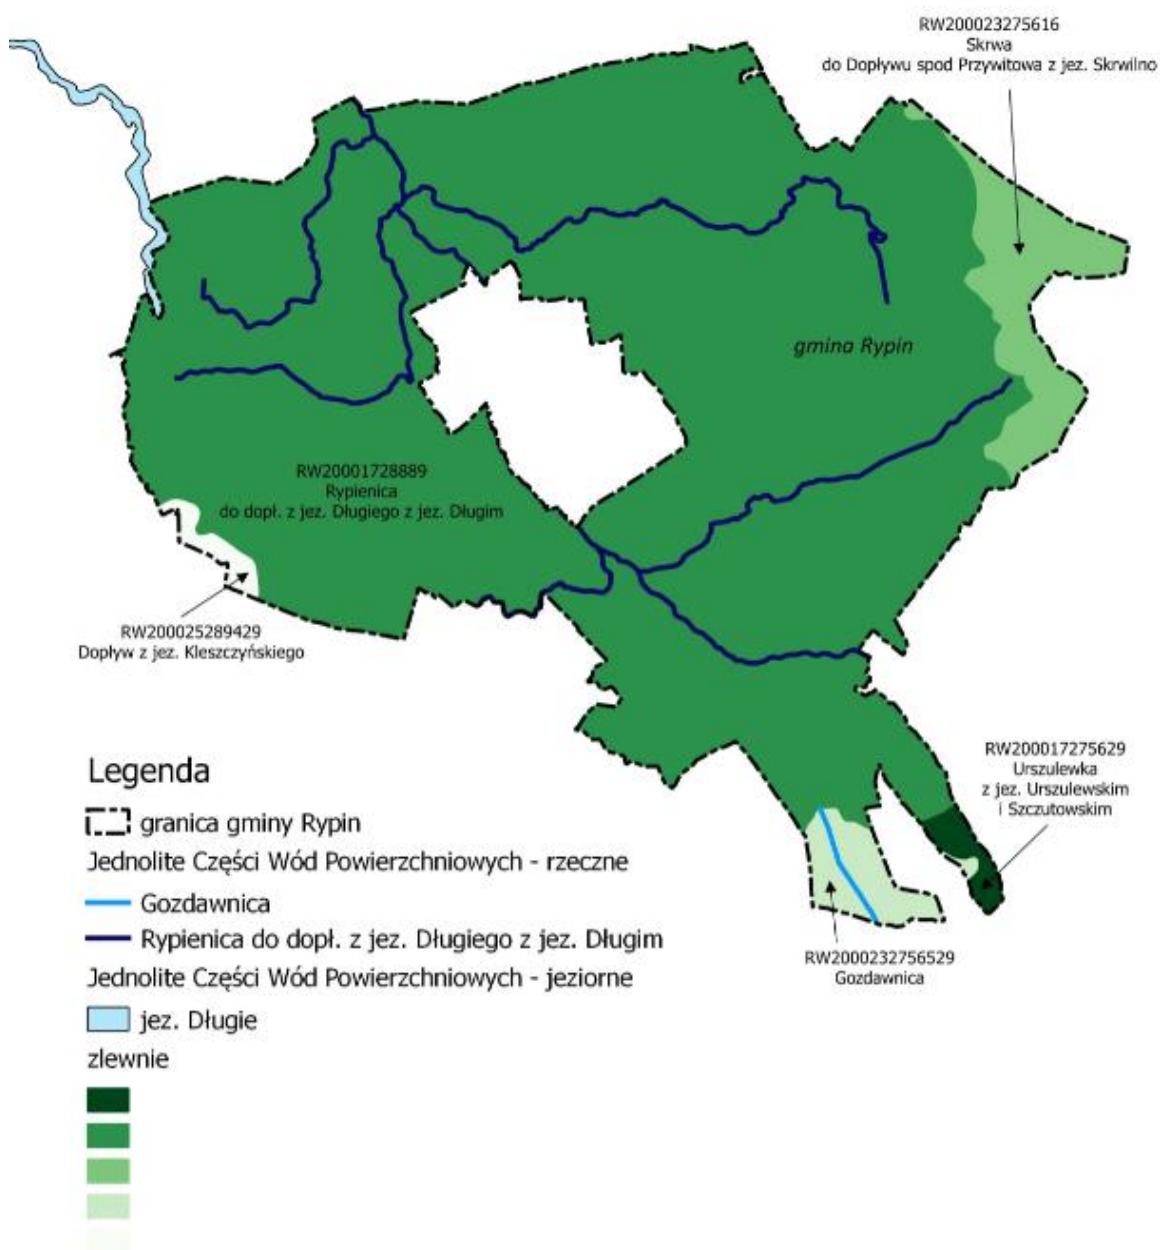 RW200023275616
Skrwa
do Dopływu spod Przywitowa z jez. Skrwilno
gmina Rypin
RW20001728889
Rypienica
do dopł. z jez. Długiego z jez. Długim
RW200025289429
Dopływ z jez. Kleszczyńskiego
RW200017275629
Urszulewka
z jez. Urszulewskim
i Szczutowskim
RW2000232756529
Gozdawnica
Legenda
granica gminy Rypin
Jednolite Części Wód Powierzchniowych - rzeczne
Gozdawnica
Rypienica do dopł. z jez. Długiego z jez. Długim
Jednolite Części Wód Powierzchniowych - jeziorne
jez. Długie
zlewnie